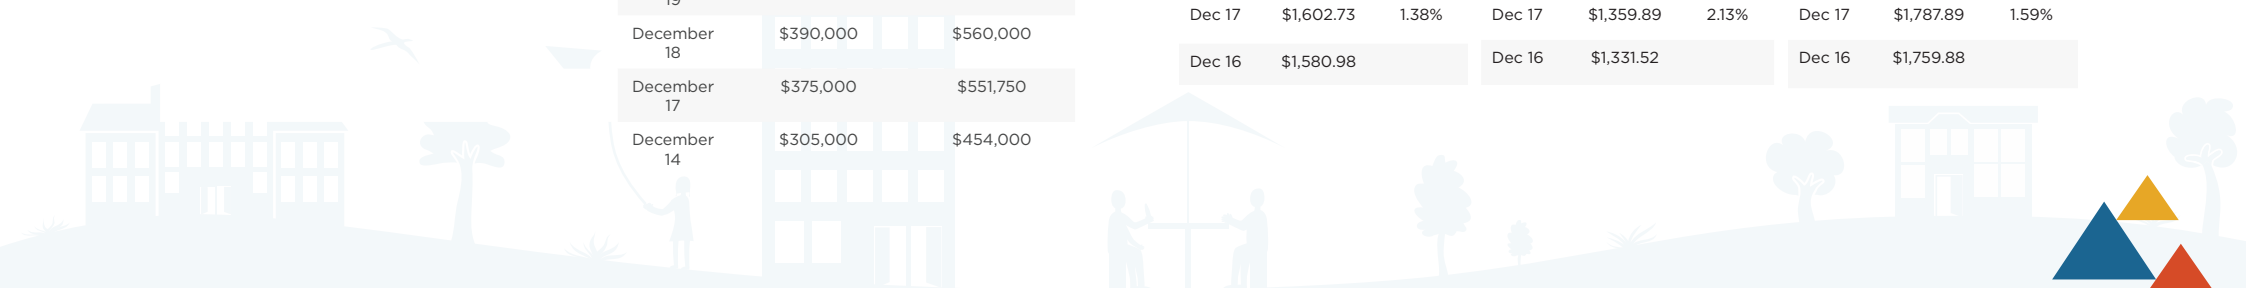 19
December $390,000 $560,000
18
December $375,000 $551,750
17
December $305,000 $454,000
14
Dec 17 $1,602.73 1.38%
Dec 16 $1,580.98
Dec 17 $1,359.89 2.13%
Dec 16 $1,331.52
Dec 17 $1,787.89 1.59%
Dec 16 $1,759.88